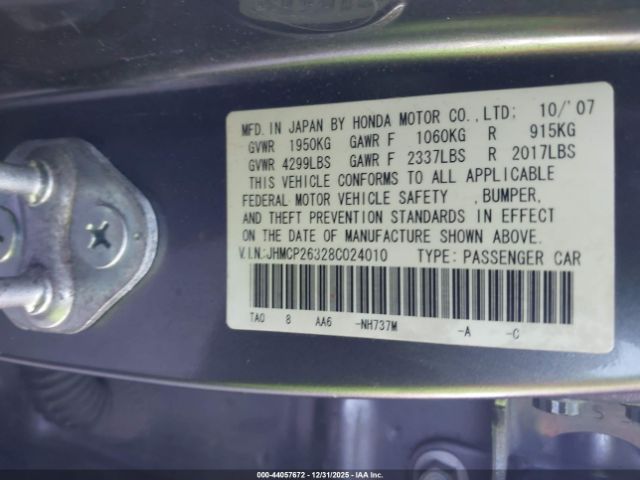 MFD. IN JAPAN BY HONDA MOTOR CO., LTD; 10/'07
GVWR 1950KG GAWR F 1060KG R 915KG
GVWR 4299LBS GAWR F 2337LBS R 2017LBS
THIS VEHICLE CONFORMS TO ALL APPLICABLE
FEDERAL MOTOR VEHICLE SAFETY , BUMPER,
AND THEFT PREVENTION STANDARDS IN EFFECT
ON THE DATE OF MANUFACTURE SHOWN ABOVE.
V.I.N.:JHMCP26328C024010 TYPE: PASSENGER CAR
TA0 8 AA6 -NH737M -A -C
000-44057672 - 12/31/2025 - IAA Inc.